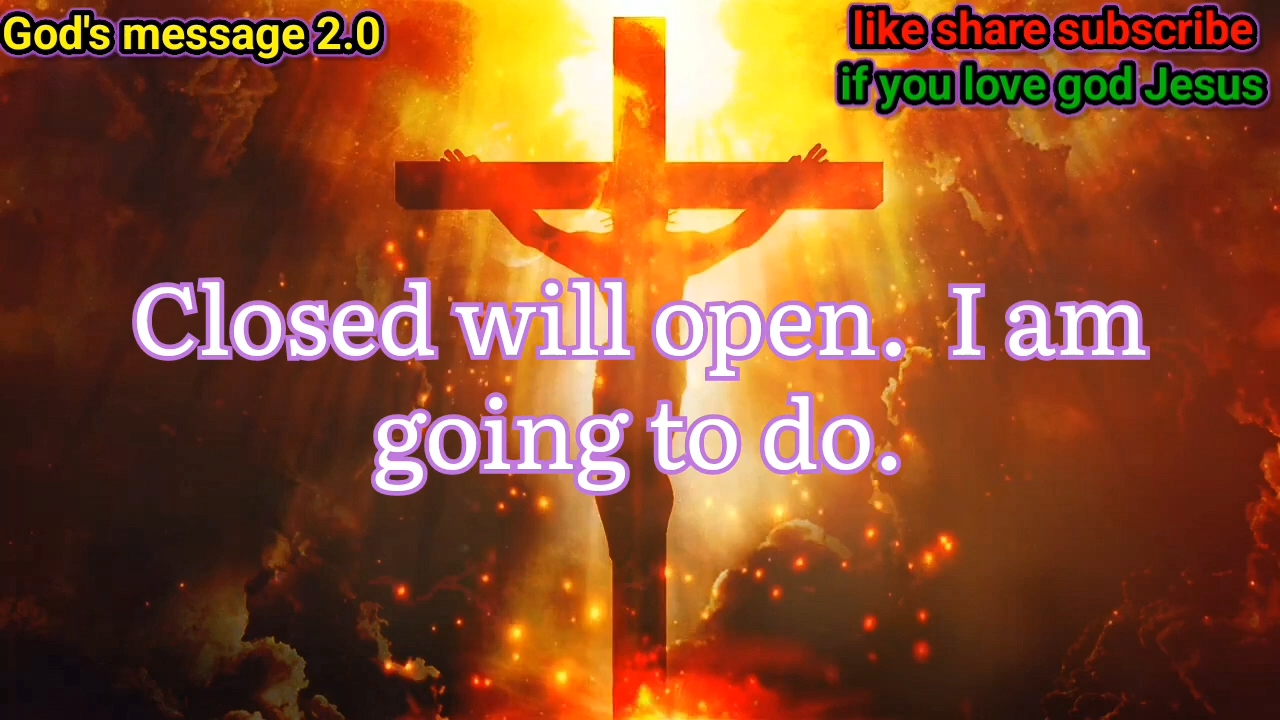 God's message 2.0
like share subscribe
if you love god Jesus
Closed will open.  I am
going to do.